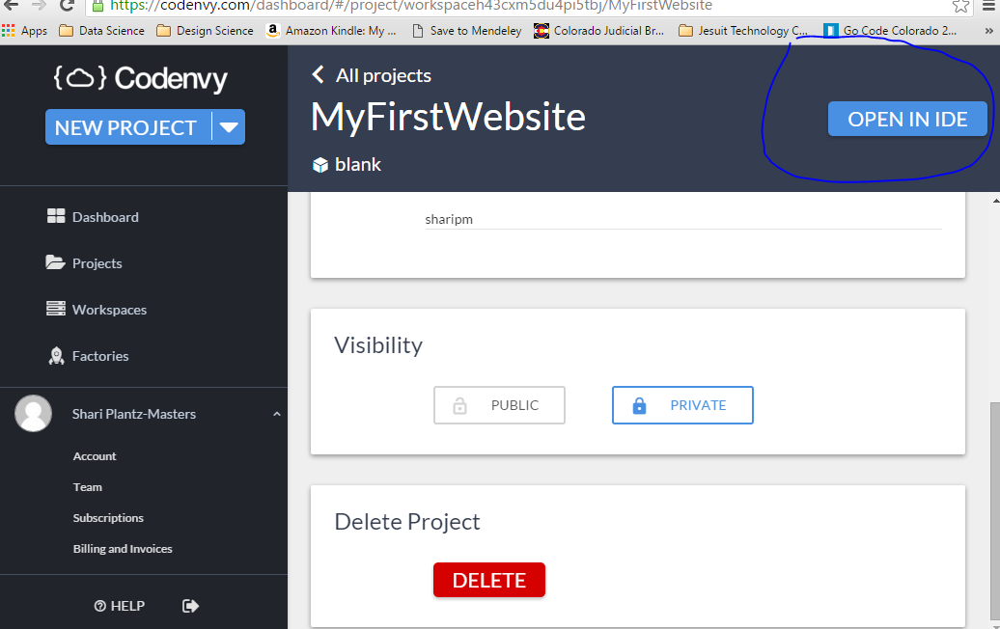 https://codenvy.com/dashboard/#/project/workspaceh43cxm5du4pi5tbj/MyFirstWebsite
Apps Data Science Design Science Amazon Kindle: My ... Save to Mendeley Colorado Judicial Br... Jesuit Technology C... Go Code Colorado 2... »
{ } Codenvy
NEW PROJECT
Dashboard
Projects
Workspaces
Factories
Shari Plantz-Masters
Account
Team
Subscriptions
Billing and Invoices
HELP
All projects
MyFirstWebsite
blank
OPEN IN IDE
sharipm
Visibility
PUBLIC PRIVATE
Delete Project
DELETE